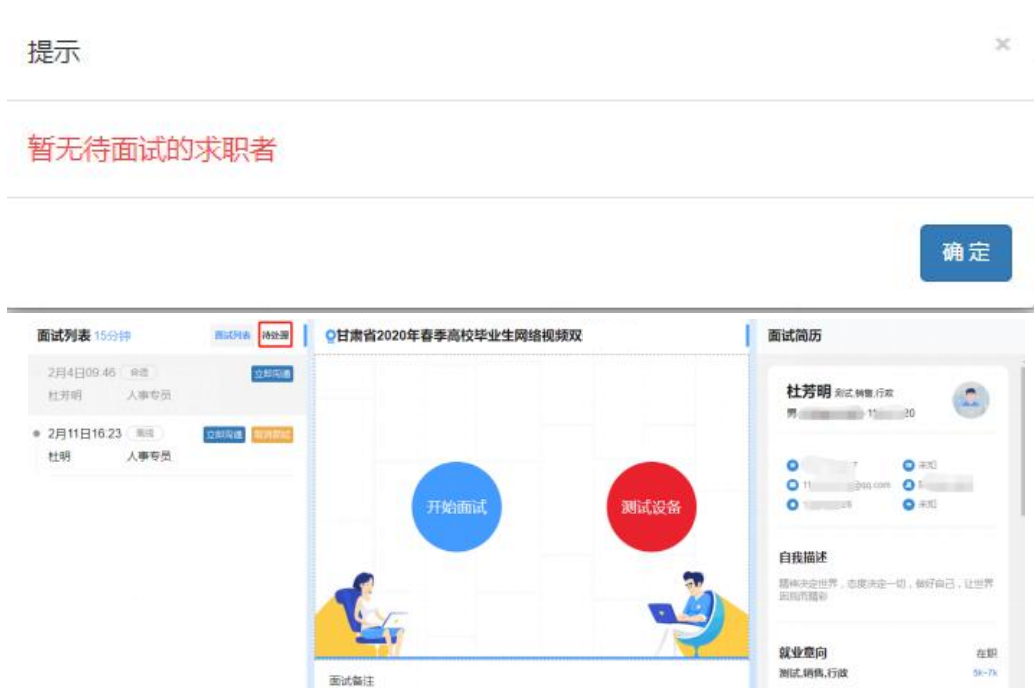 提示
×
暂无待面试的求职者
确定
面试列表 15分钟 面试列表 待处理
2月4日09:46 立即沟通
杜芳明 人事专员
2月11日16:23 离线 立即沟通 取消面试
杜明 人事专员
甘肃省2020年春季高校毕业生网络视频双
开始面试
测试设备
面试备注
面试简历
杜芳明 测试,销售,行政
男 11 20
7 未知
11 @qq.com
未知
自我描述
精神决定世界，态度决定一切，做好自己，让世界
因我而精彩
就业意向 在职
测试,销售,行政 5k-7k